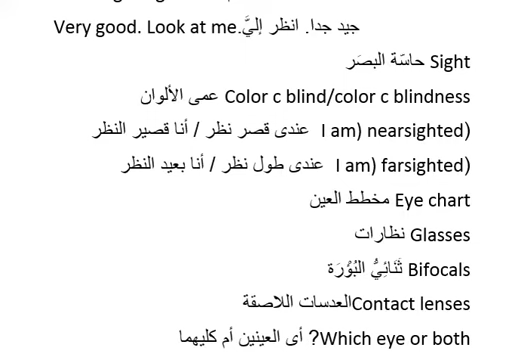 Very good. Look at me.جيد جدا. انظر إليَّ
Sight حاسّة البصَر
Color c blind/color c blindness عمى الألوان
(I am) nearsighted عندى قصر نظر / أنا قصير النظر
(I am) farsighted عندى طول نظر / أنا بعيد النظر
Eye chart مخطط العين
Glasses نظارات
Bifocals ثَنَائِيُّ البُؤْرَة
Contact lensesالعدسات اللاصقة
Which eye or both? أى العينين أم كليهما